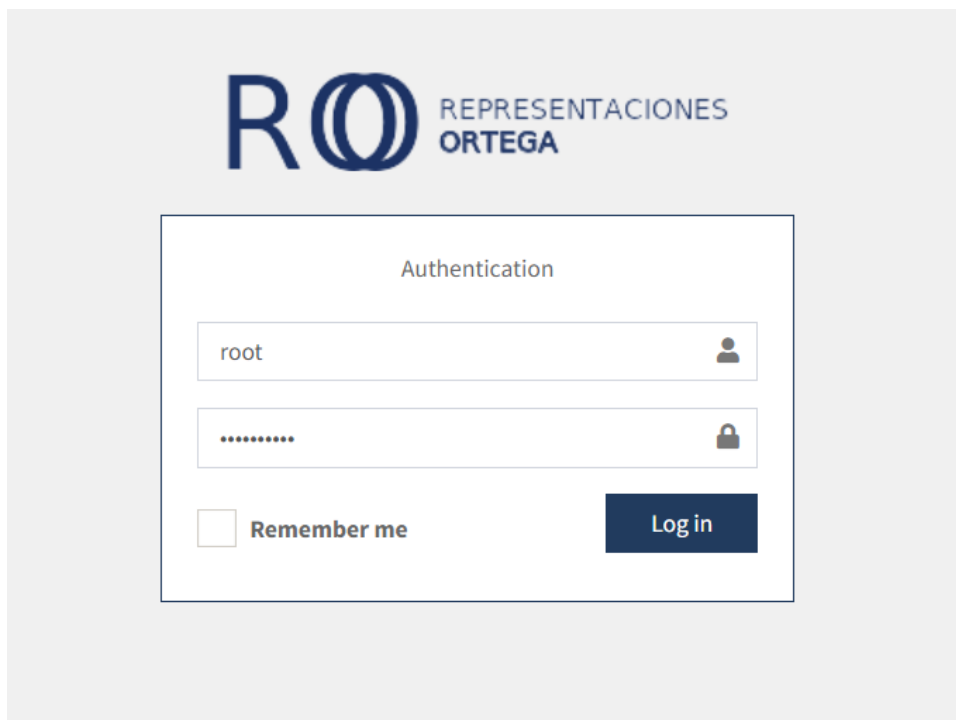 RO
REPRESENTACIONES
ORTEGA
Authentication
root
••••••••••
Remember me
Log in